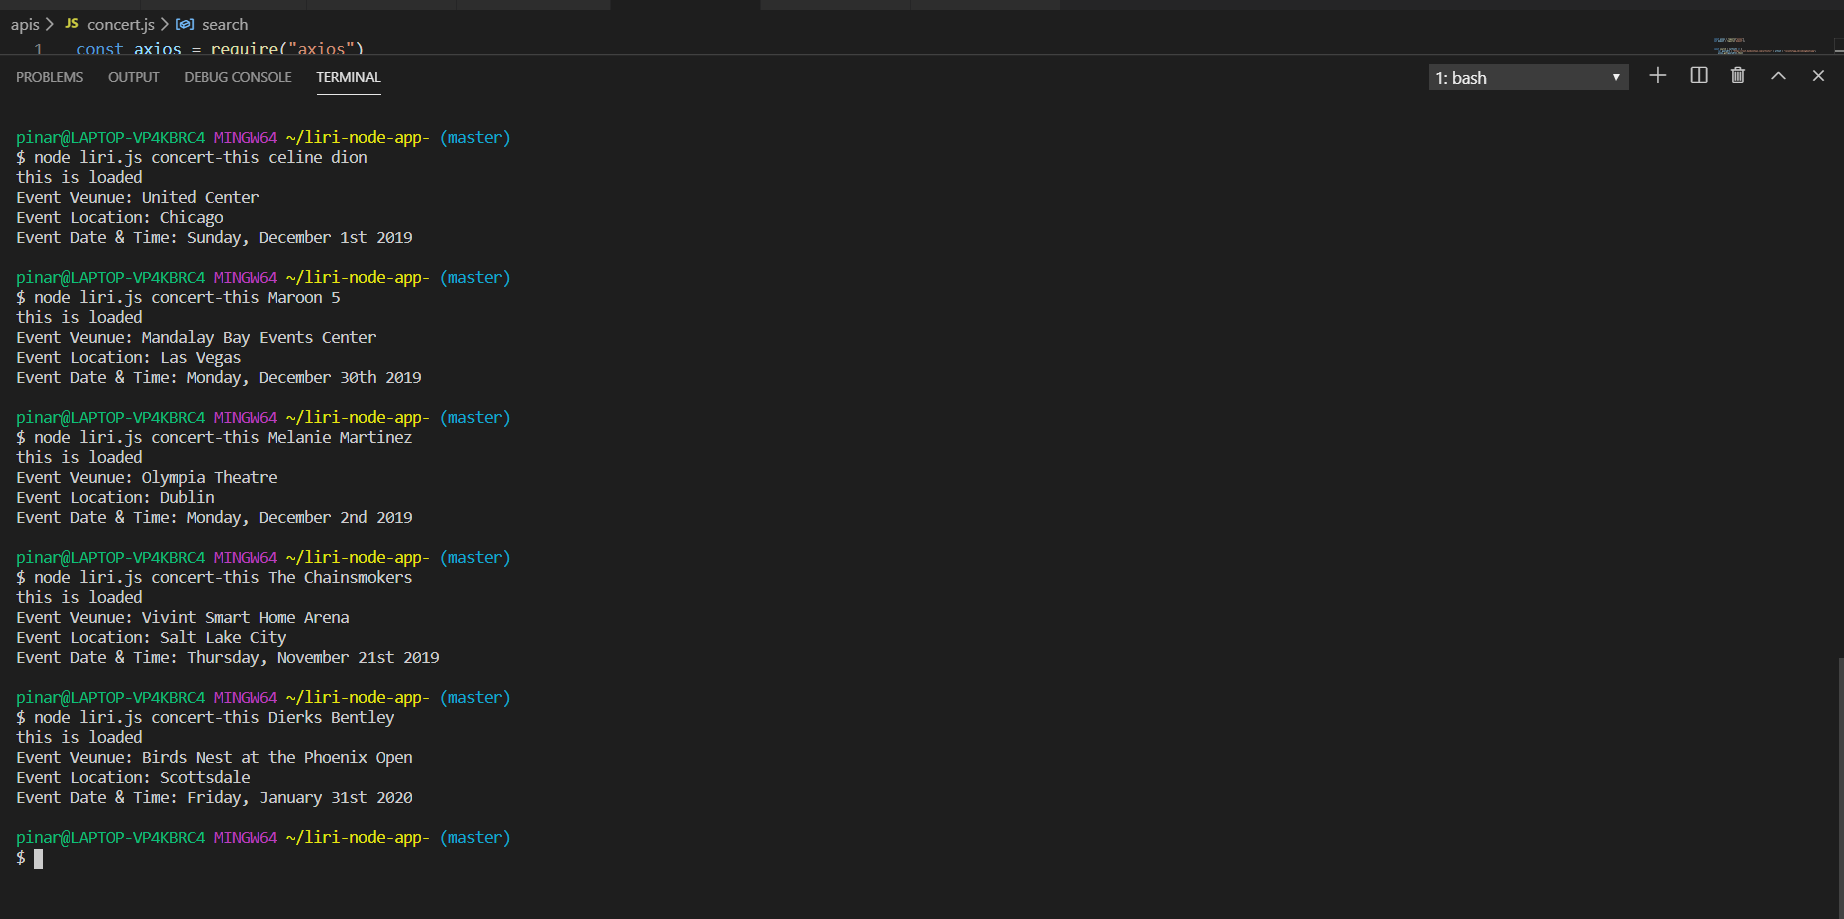 apis > JS concert.js > search
1 const axios = require("axios")
PROBLEMS OUTPUT DEBUG CONSOLE TERMINAL 1: bash
pinar@LAPTOP-VP4KBRC4 MINGW64 ~/liri-node-app- (master)
$ node liri.js concert-this celine dion
this is loaded
Event Veunue: United Center
Event Location: Chicago
Event Date & Time: Sunday, December 1st 2019
pinar@LAPTOP-VP4KBRC4 MINGW64 ~/liri-node-app- (master)
$ node liri.js concert-this Maroon 5
this is loaded
Event Veunue: Mandalay Bay Events Center
Event Location: Las Vegas
Event Date & Time: Monday, December 30th 2019
pinar@LAPTOP-VP4KBRC4 MINGW64 ~/liri-node-app- (master)
$ node liri.js concert-this Melanie Martinez
this is loaded
Event Veunue: Olympia Theatre
Event Location: Dublin
Event Date & Time: Monday, December 2nd 2019
pinar@LAPTOP-VP4KBRC4 MINGW64 ~/liri-node-app- (master)
$ node liri.js concert-this The Chainsmokers
this is loaded
Event Veunue: Vivint Smart Home Arena
Event Location: Salt Lake City
Event Date & Time: Thursday, November 21st 2019
pinar@LAPTOP-VP4KBRC4 MINGW64 ~/liri-node-app- (master)
$ node liri.js concert-this Dierks Bentley
this is loaded
Event Veunue: Birds Nest at the Phoenix Open
Event Location: Scottsdale
Event Date & Time: Friday, January 31st 2020
pinar@LAPTOP-VP4KBRC4 MINGW64 ~/liri-node-app- (master)
$